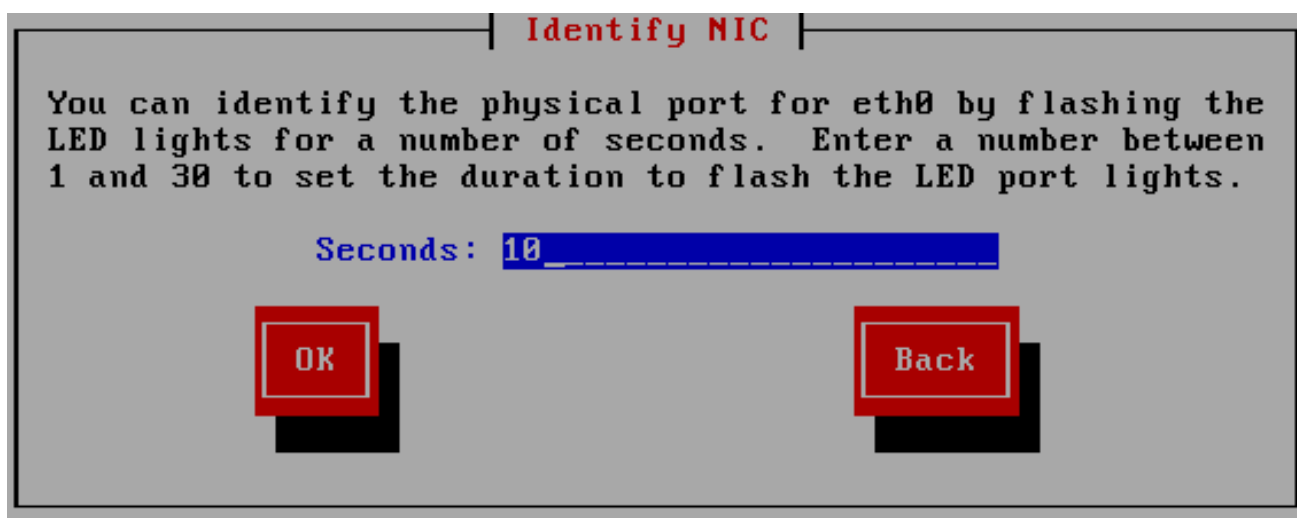 Identify NIC
You can identify the physical port for eth0 by flashing the
LED lights for a number of seconds.  Enter a number between
1 and 30 to set the duration to flash the LED port lights.
Seconds: 10_______________________
OK Back